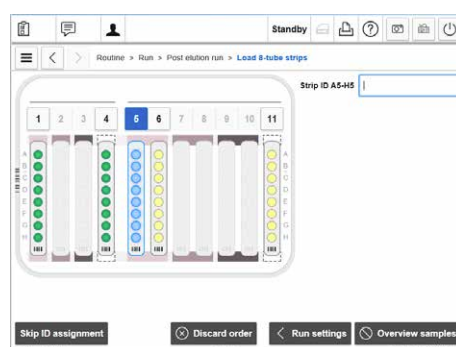 Standby
Routine > Run > Post elution run > Load 8-tube strips
Strip ID A5-H5
1 2 3 4 5 6 7 8 9 10 11
A A
B B
C C
D D
E E
F F
G G
H H
Skip ID assignment
Discard order
Run settings
Overview samples